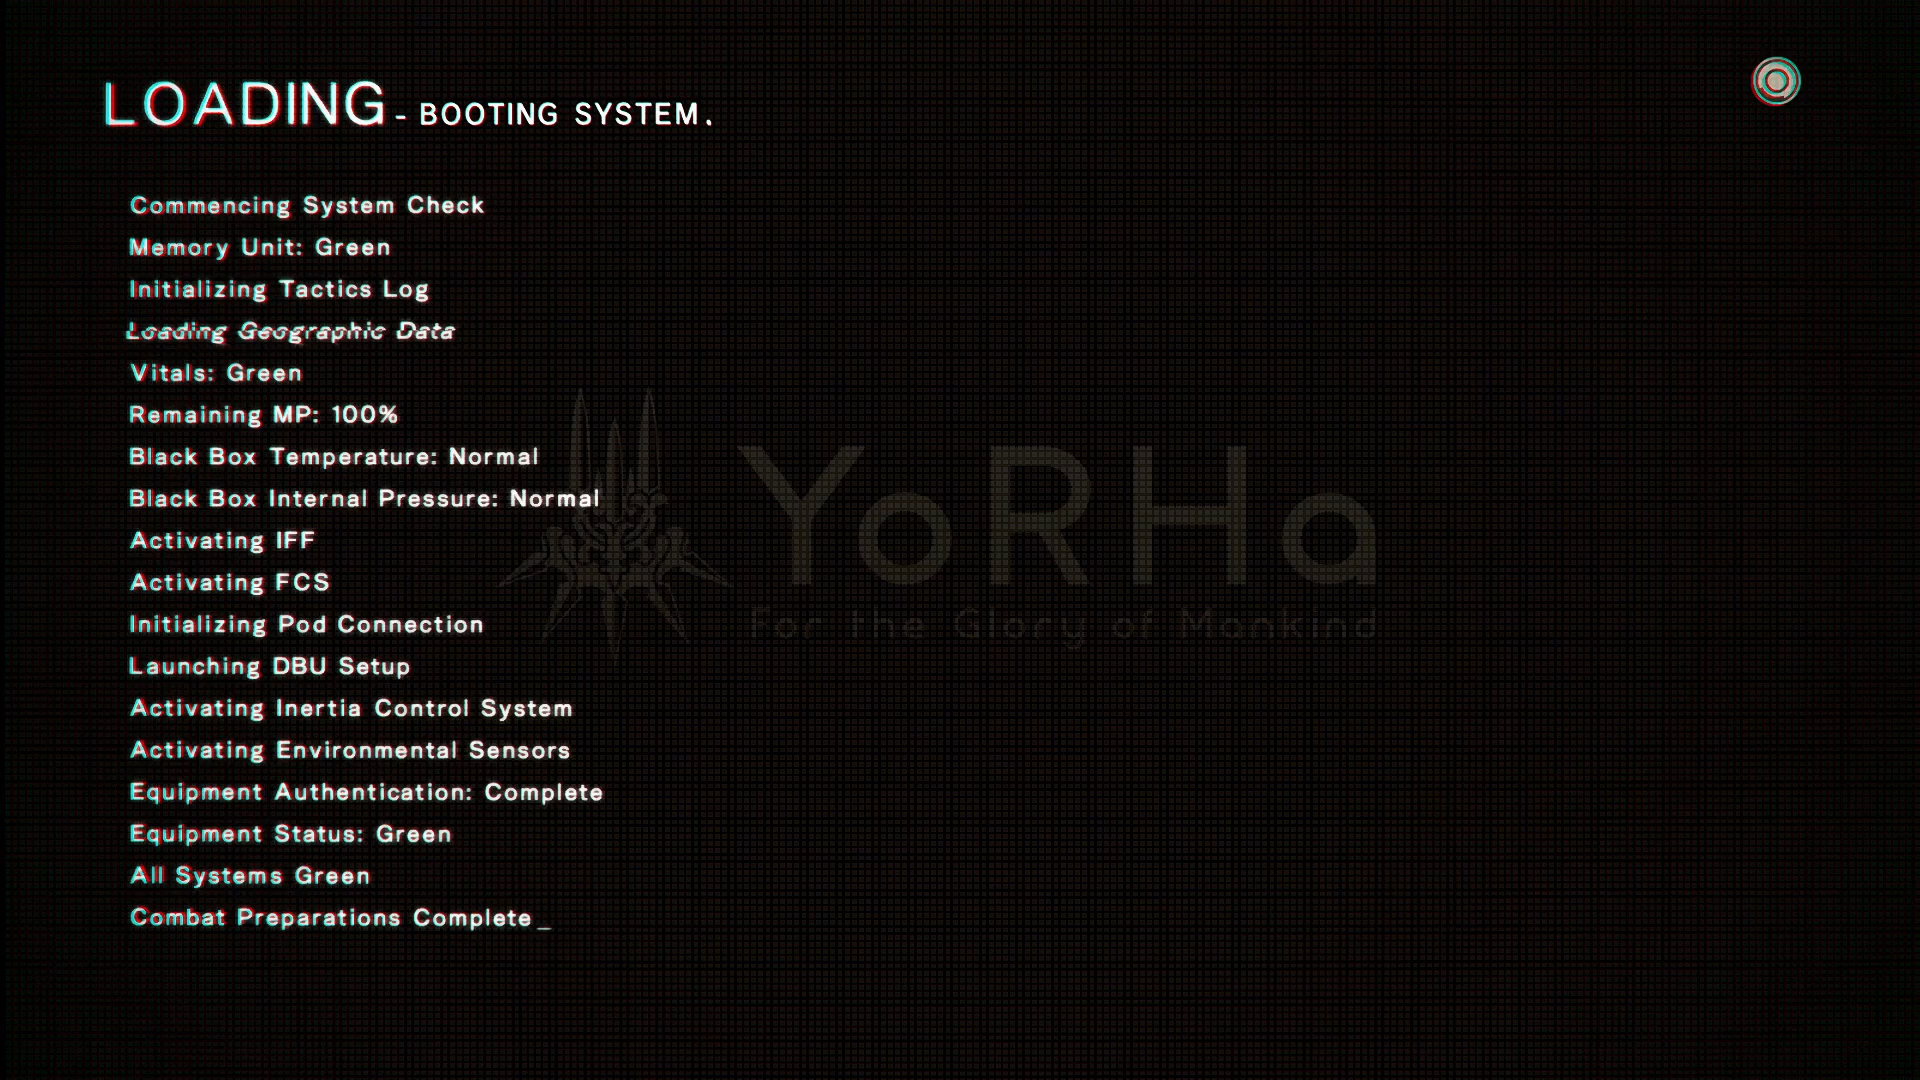 LOADING - BOOTING SYSTEM.
Commencing System Check
Memory Unit: Green
Initializing Tactics Log
Loading Geographic Data
Vitals: Green
Remaining MP: 100%
Black Box Temperature: Normal
Black Box Internal Pressure: Normal
Activating IFF
Activating FCS
Initializing Pod Connection
Launching DBU Setup
Activating Inertia Control System
Activating Environmental Sensors
Equipment Authentication: Complete
Equipment Status: Green
All Systems Green
Combat Preparations Complete _
YoRHa
For the Glory of Mankind